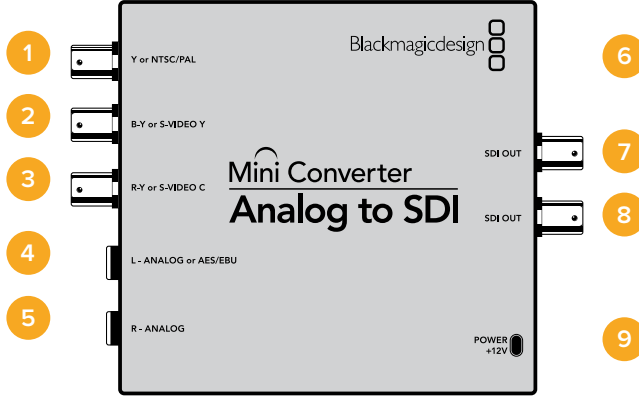 1
Y or NTSC/PAL
Blackmagicdesign
6
2
B-Y or S-VIDEO Y
SDI OUT
7
3
R-Y or S-VIDEO C
Mini Converter
Analog to SDI
SDI OUT
8
4
L - ANALOG or AES/EBU
5
R - ANALOG
POWER
+12V
9